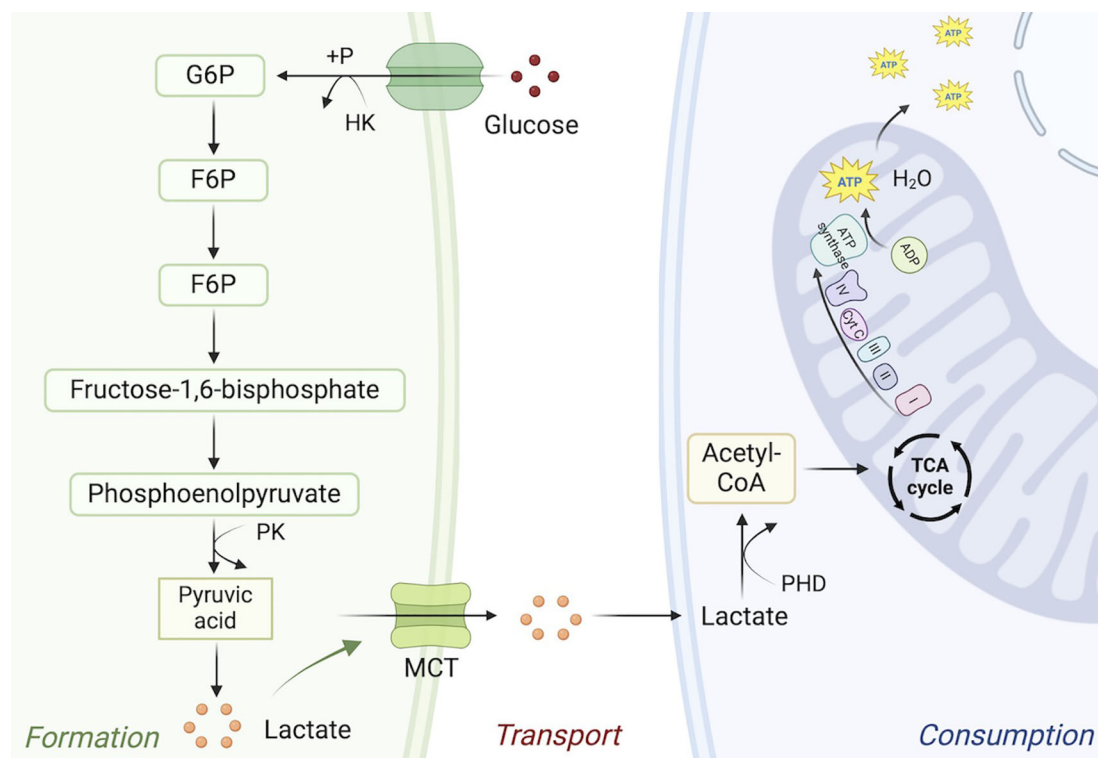 +P
G6P
HK
Glucose
F6P
F6P
Fructose-1,6-bisphosphate
Phosphoenolpyruvate
PK
Pyruvic
acid
Lactate
Formation
MCT
Transport
Lactate
PHD
Acetyl-
CoA
TCA
cycle
I
II
III
Cyt C
IV
ATP
synthase
ADP
ATP
H₂O
ATP
ATP
ATP
Consumption